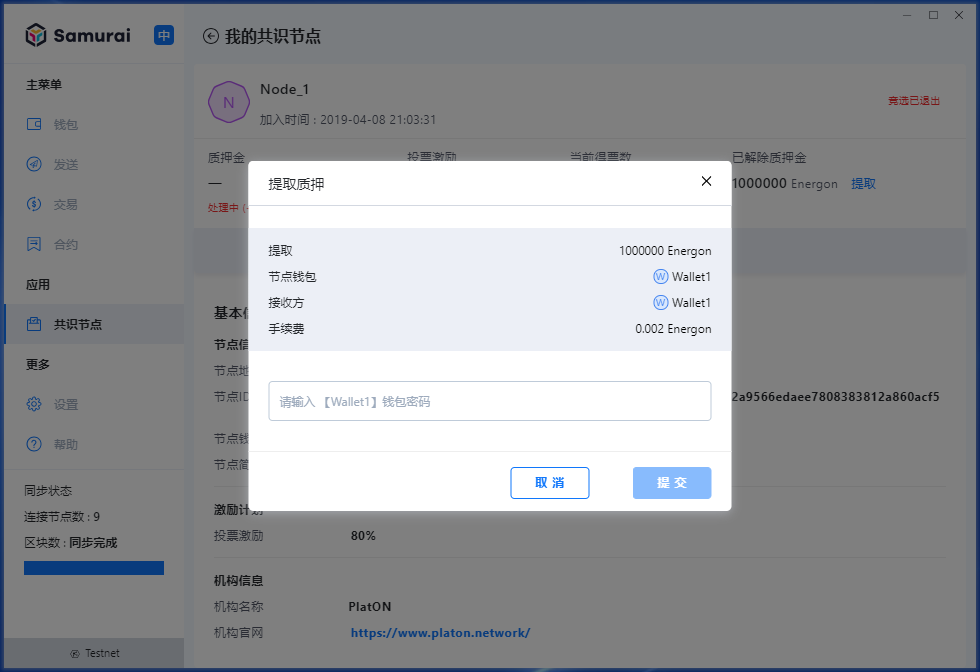 Samurai
中
主菜单
钱包
发送
交易
合约
应用
共识节点
更多
设置
帮助
同步状态
连接节点数 : 9
区块数 : 同步完成
Testnet
我的共识节点
N
Node_1
加入时间 : 2019-04-08 21:03:31
竞选已退出
质押金
投票激励
当前得票数
已解除质押金
—
1000000 Energon 提取
处理中
提取质押
提取 1000000 Energon
节点钱包 W Wallet1
接收方 W Wallet1
手续费 0.002 Energon
请输入 【Wallet1】钱包密码
取 消
提 交
基本
节点
节点
节点
2a9566edaee7808383812a860acf5
节点
节点
激励计划
投票激励 80%
机构信息
机构名称 PlatON
机构官网 https://www.platon.network/